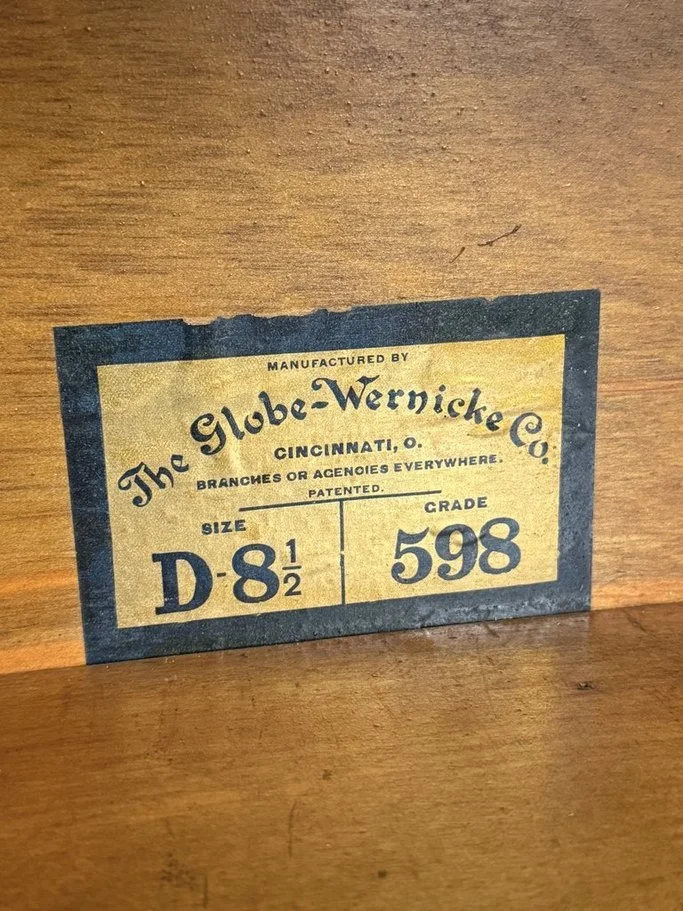 MANUFACTURED BY
The Globe-Wernicke Co.
CINCINNATI, O.
BRANCHES OR AGENCIES EVERYWHERE.
PATENTED.
SIZE GRADE
D-8½ 598